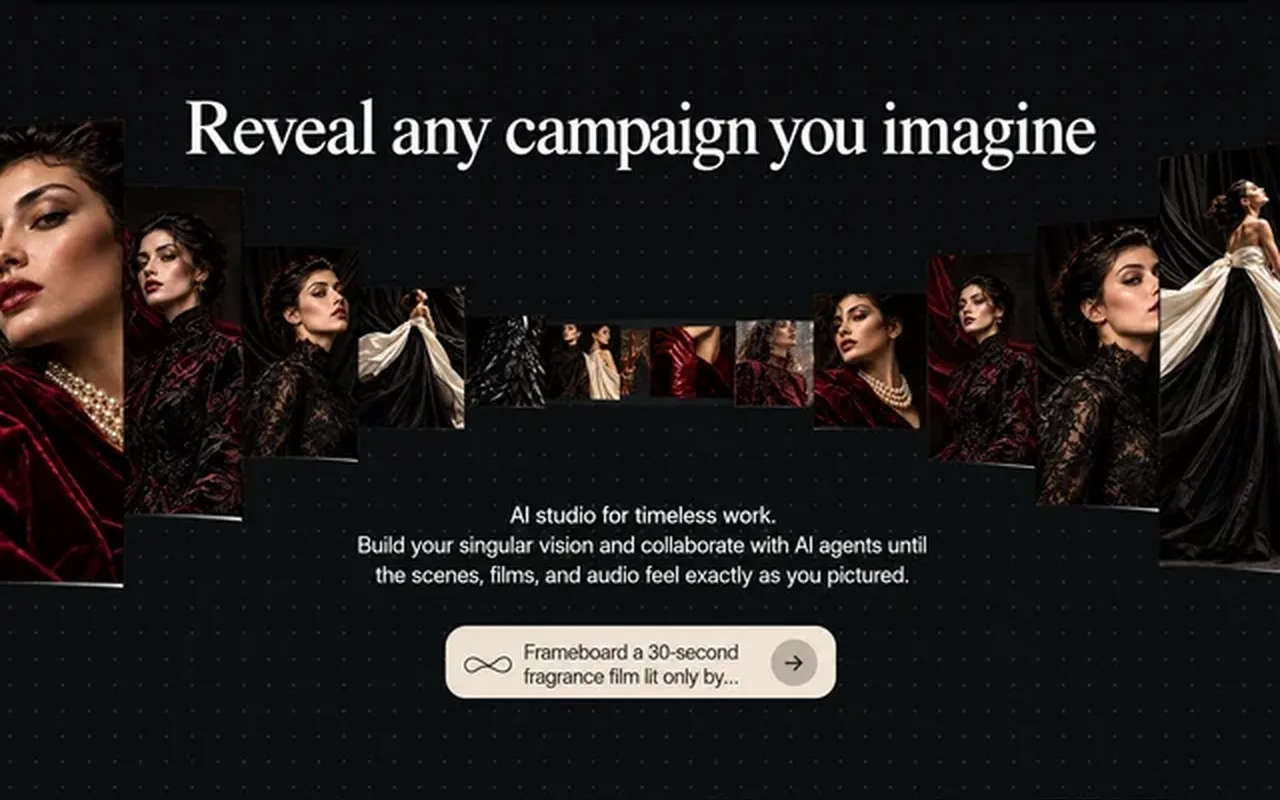 Reveal any campaign you imagine
AI studio for timeless work.
Build your singular vision and collaborate with AI agents until
the scenes, films, and audio feel exactly as you pictured.
Frameboard a 30-second
fragrance film lit only by...